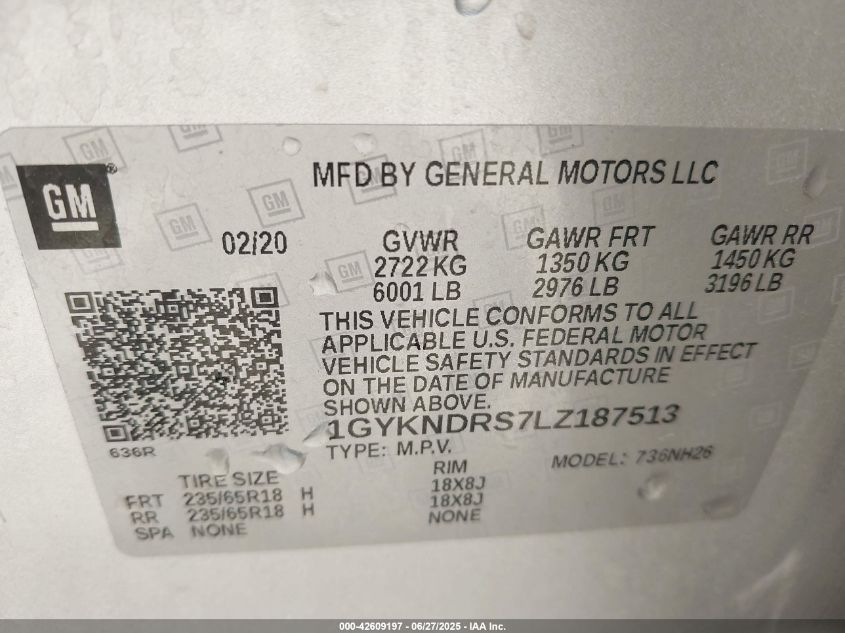 GM®
MFD BY GENERAL MOTORS LLC
02/20
GVWR GAWR FRT GAWR RR
2722 KG 1350 KG 1450 KG
6001 LB 2976 LB 3196 LB
THIS VEHICLE CONFORMS TO ALL
APPLICABLE U.S. FEDERAL MOTOR
VEHICLE SAFETY STANDARDS IN EFFECT
ON THE DATE OF MANUFACTURE
SHOWN ABOVE.
1GYKNDRS7LZ187513
636R
TYPE: M.P.V. MODEL: 736NH26
TIRE SIZE RIM
FRT 235/65R18 H 18X8J
RR 235/65R18 H 18X8J
SPA NONE NONE
000-42609197 - 06/27/2025 - IAA Inc.